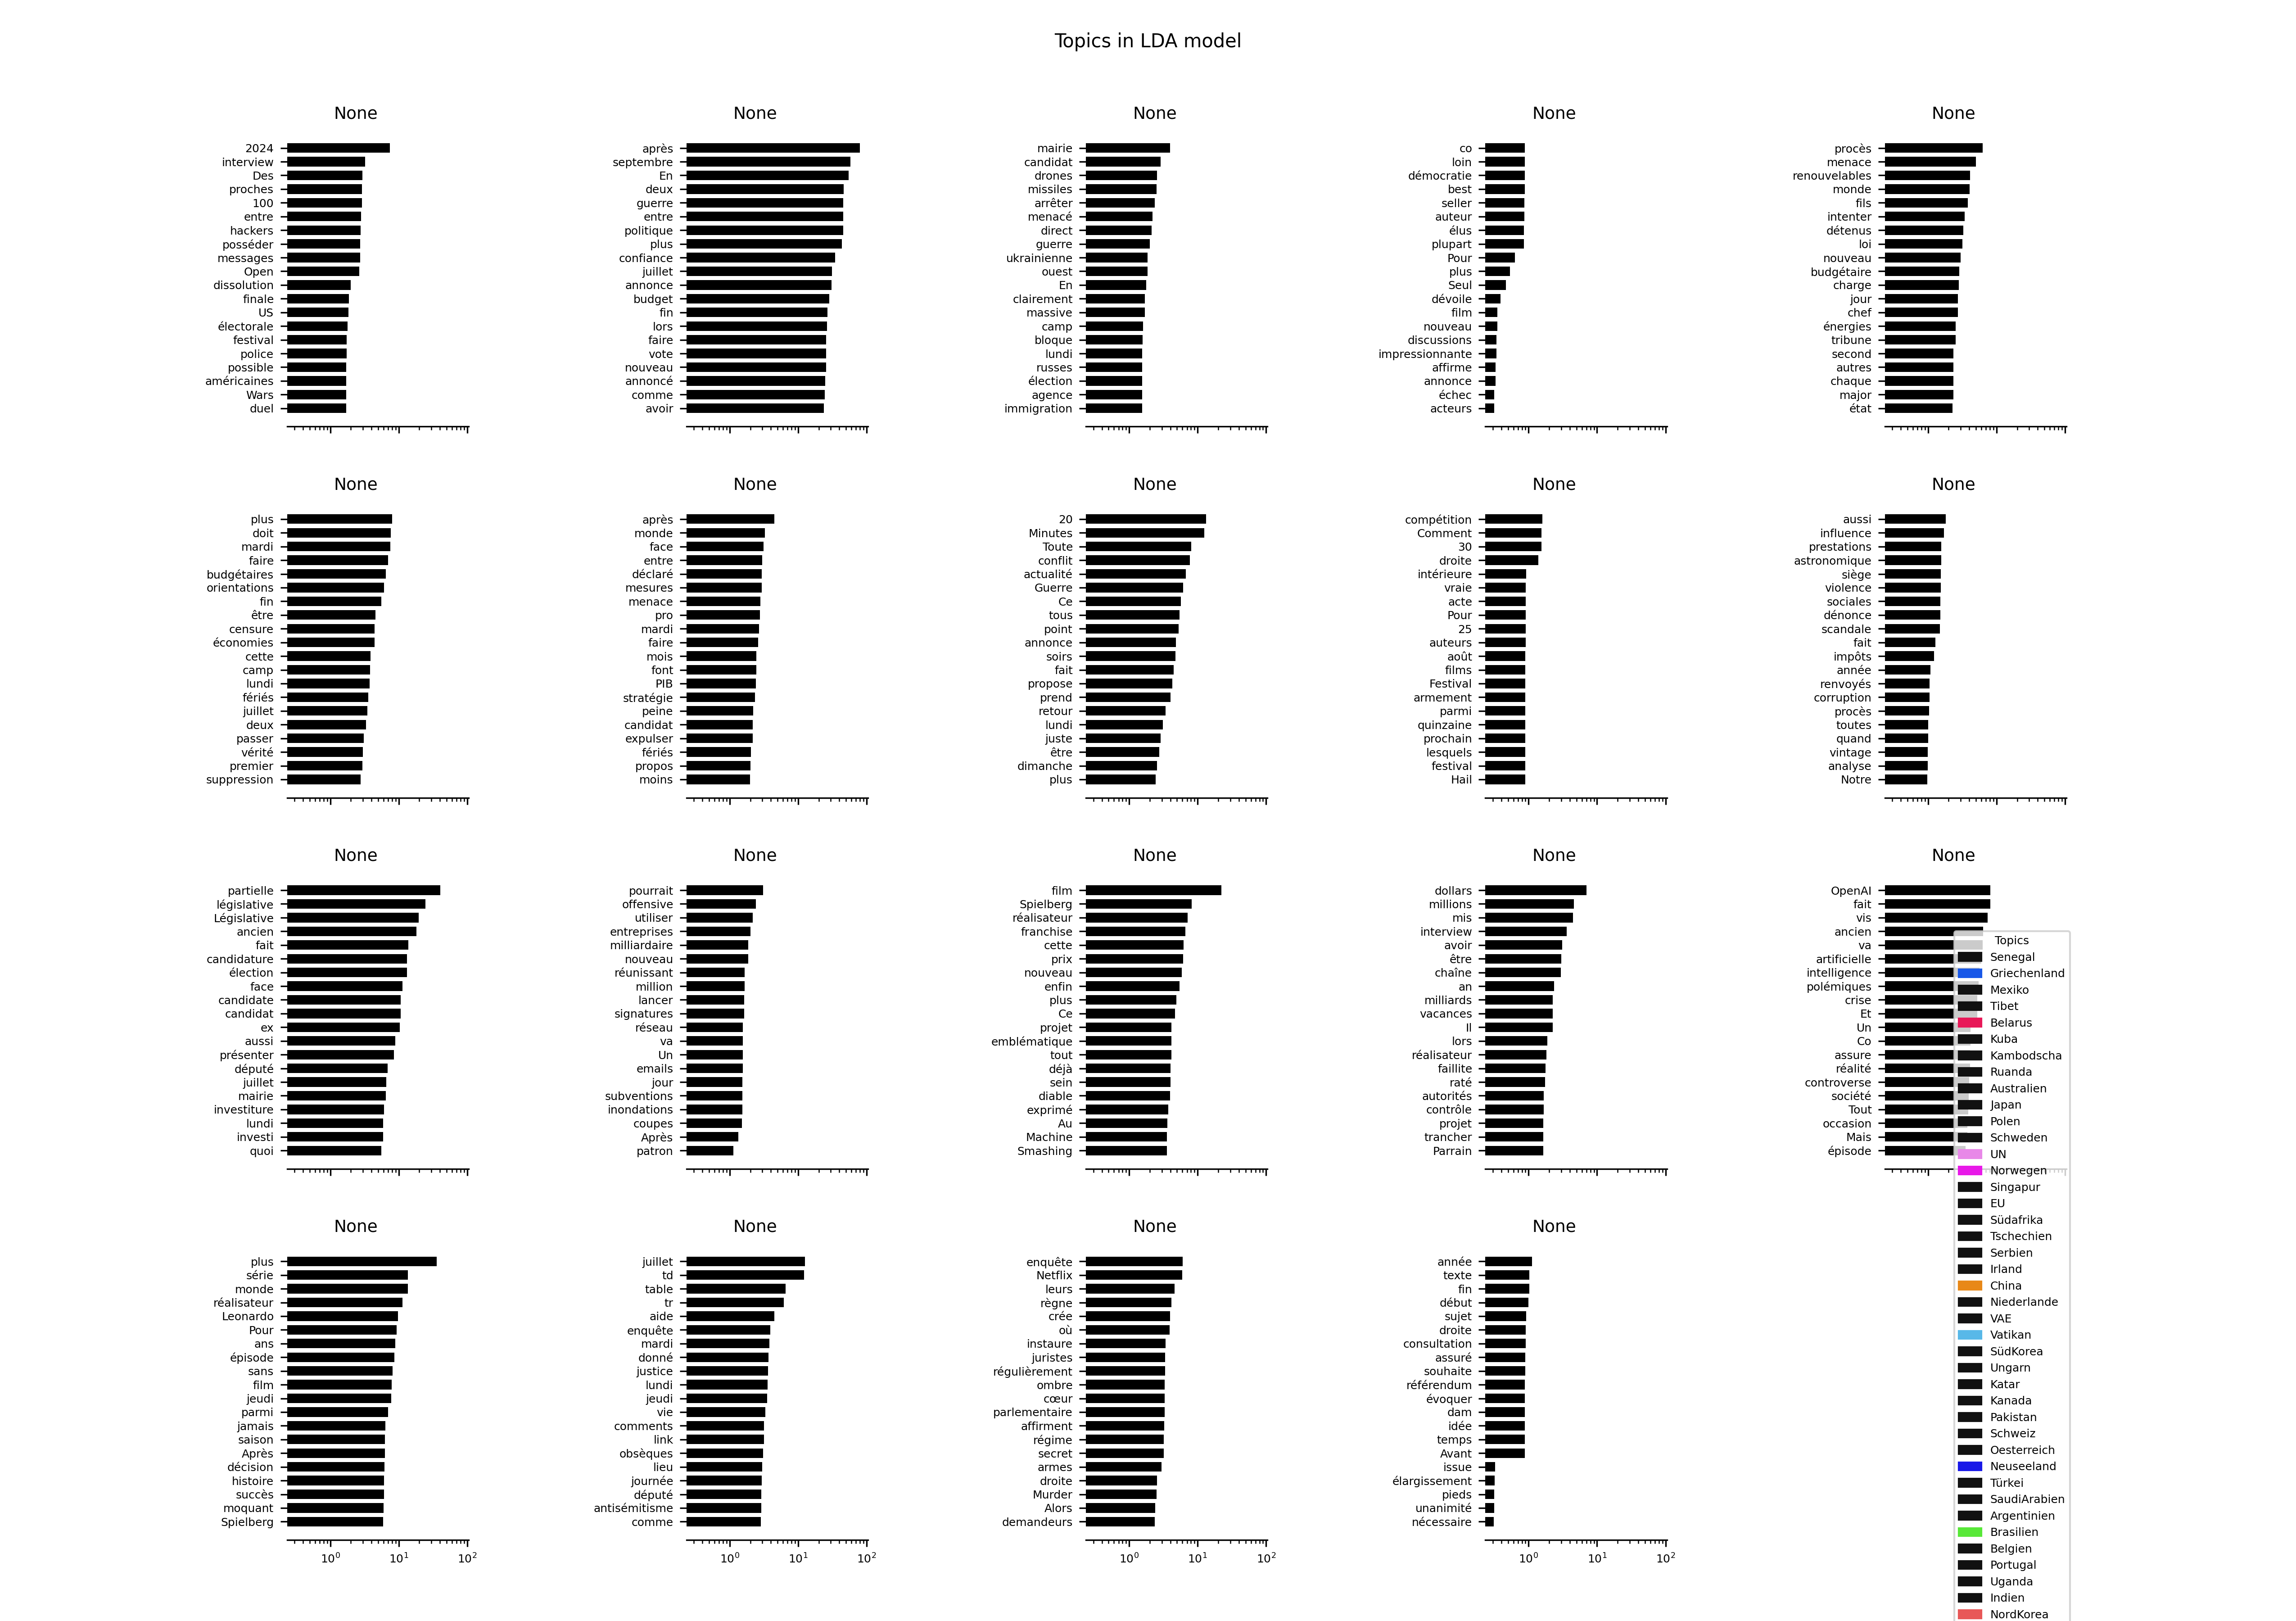 Topics in LDA model
None
2024
interview
Des
proches
100
entre
hackers
posséder
messages
Open
dissolution
finale
US
électorale
festival
police
possible
américaines
Wars
duel
None
après
septembre
En
deux
guerre
entre
politique
plus
confiance
juillet
annonce
budget
fin
lors
faire
vote
nouveau
annoncé
comme
avoir
None
mairie
candidat
drones
missiles
arrêter
menacé
direct
guerre
ukrainienne
ouest
En
clairement
massive
camp
bloque
lundi
russes
élection
agence
immigration
None
co
loin
démocratie
best
seller
auteur
élus
plupart
Pour
plus
Seul
dévoile
film
nouveau
discussions
impressionnante
affirme
annonce
échec
acteurs
None
procès
menace
renouvelables
monde
fils
intenter
détenus
loi
nouveau
budgétaire
charge
jour
chef
énergies
tribune
second
autres
chaque
major
état
None
plus
doit
mardi
faire
budgétaires
orientations
fin
être
censure
économies
cette
camp
lundi
fériés
juillet
deux
passer
vérité
premier
suppression
None
après
monde
face
entre
déclaré
mesures
menace
pro
mardi
faire
mois
font
PIB
stratégie
peine
candidat
expulser
fériés
propos
moins
None
20
Minutes
Toute
conflit
actualité
Guerre
Ce
tous
point
annonce
soirs
fait
propose
prend
retour
lundi
juste
être
dimanche
plus
None
compétition
Comment
30
droite
intérieure
vraie
acte
Pour
25
auteurs
août
films
Festival
armement
parmi
quinzaine
prochain
lesquels
festival
Hail
None
aussi
influence
prestations
astronomique
siège
violence
sociales
dénonce
scandale
fait
impôts
année
renvoyés
corruption
procès
toutes
quand
vintage
analyse
Notre
None
partielle
législative
Législative
ancien
fait
candidature
élection
face
candidate
candidat
ex
aussi
présenter
député
juillet
mairie
investiture
lundi
investi
quoi
None
pourrait
offensive
utiliser
entreprises
milliardaire
nouveau
réunissant
million
lancer
signatures
réseau
va
Un
emails
jour
subventions
inondations
coupes
Après
patron
None
film
Spielberg
réalisateur
franchise
cette
prix
nouveau
enfin
plus
Ce
projet
emblématique
tout
déjà
sein
diable
exprimé
Au
Machine
Smashing
None
dollars
millions
mis
interview
avoir
être
chaîne
an
milliards
vacances
Il
lors
réalisateur
faillite
raté
autorités
contrôle
projet
trancher
Parrain
None
OpenAI
fait
vis
ancien
va
artificielle
intelligence
polémiques
crise
Et
Un
Co
assure
réalité
controverse
société
Tout
occasion
Mais
épisode
None
plus
série
monde
réalisateur
Leonardo
Pour
ans
épisode
sans
film
jeudi
parmi
jamais
saison
Après
décision
histoire
succès
moquant
Spielberg
10⁰ 10¹ 10²
None
juillet
td
table
tr
aide
enquête
mardi
donné
justice
lundi
jeudi
vie
comments
link
obsèques
lieu
journée
député
antisémitisme
comme
10⁰ 10¹ 10²
None
enquête
Netflix
leurs
règne
crée
où
instaure
juristes
régulièrement
ombre
cœur
parlementaire
affirment
régime
secret
armes
droite
Murder
Alors
demandeurs
10⁰ 10¹ 10²
None
année
texte
fin
début
sujet
droite
consultation
assuré
souhaite
référendum
évoquer
dam
idée
temps
Avant
issue
élargissement
pieds
unanimité
nécessaire
10⁰ 10¹ 10²
Topics
Senegal
Griechenland
Mexiko
Tibet
Belarus
Kuba
Kambodscha
Ruanda
Australien
Japan
Polen
Schweden
UN
Norwegen
Singapur
EU
Südafrika
Tschechien
Serbien
Irland
China
Niederlande
VAE
Vatikan
SüdKorea
Ungarn
Katar
Kanada
Pakistan
Schweiz
Oesterreich
Neuseeland
Türkei
SaudiArabien
Argentinien
Brasilien
Belgien
Portugal
Uganda
Indien
NordKorea